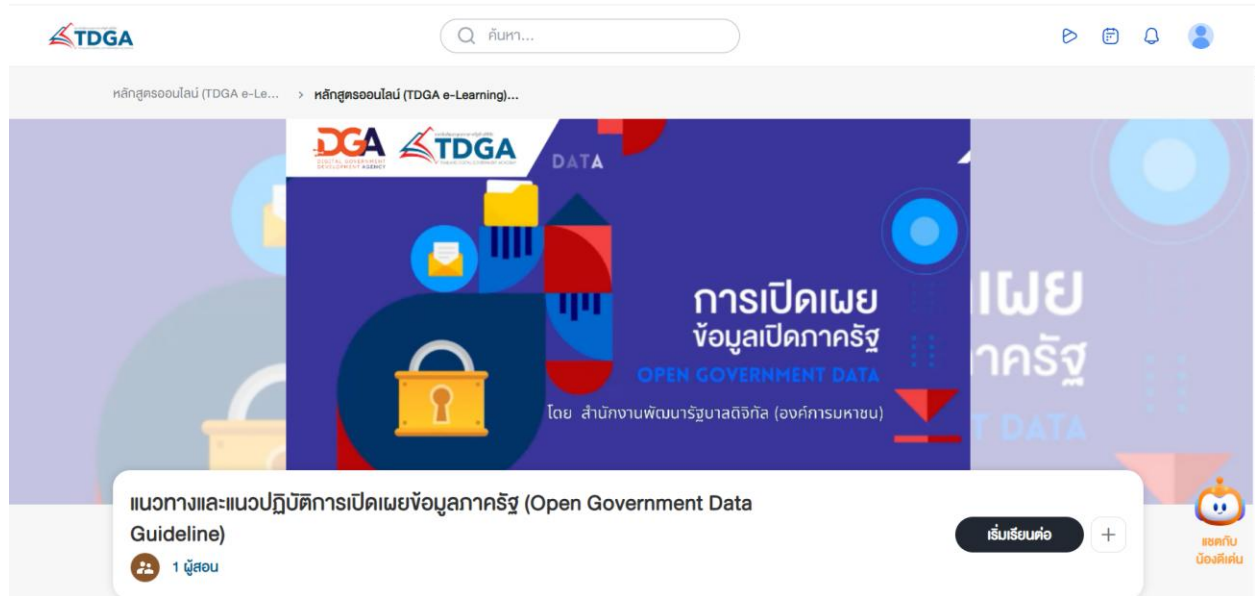 TDGA
ค้นหา...
หลักสูตรออนไลน์ (TDGA e-Le... > หลักสูตรออนไลน์ (TDGA e-Learning)...
DGA TDGA
DIGITAL GOVERNMENT
DEVELOPMENT AGENCY
DATA
การเปิดเผย
ข้อมูลเปิดภาครัฐ
OPEN GOVERNMENT DATA
โดย สำนักงานพัฒนารัฐบาลดิจิทัล (องค์การมหาชน)
เผย
าครัฐ
T DATA
แนวทางและแนวปฏิบัติการเปิดเผยข้อมูลภาครัฐ (Open Government Data
Guideline)
1 ผู้สอน
เริ่มเรียนต่อ
แชตกับ
น้องดีเด่น